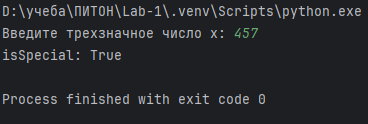 D:\учеба\ПИТОН\Lab-1\.venv\Scripts\python.exe
Введите трехзначное число x: 457
isSpecial: True
Process finished with exit code 0